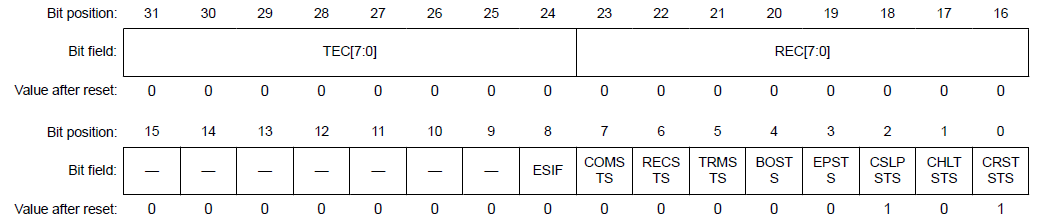 Bit position: 31 30 29 28 27 26 25 24 23 22 21 20 19 18 17 16
Bit field: TEC[7:0] REC[7:0]
Value after reset: 0 0 0 0 0 0 0 0 0 0 0 0 0 0 0 0
Bit position: 15 14 13 12 11 10 9 8 7 6 5 4 3 2 1 0
Bit field: — — — — — — — ESIF COMS TS RECS TS TRMS TS BOST S EPST S CSLP STS CHLT STS CRST STS
Value after reset: 0 0 0 0 0 0 0 0 0 0 0 0 0 1 0 1